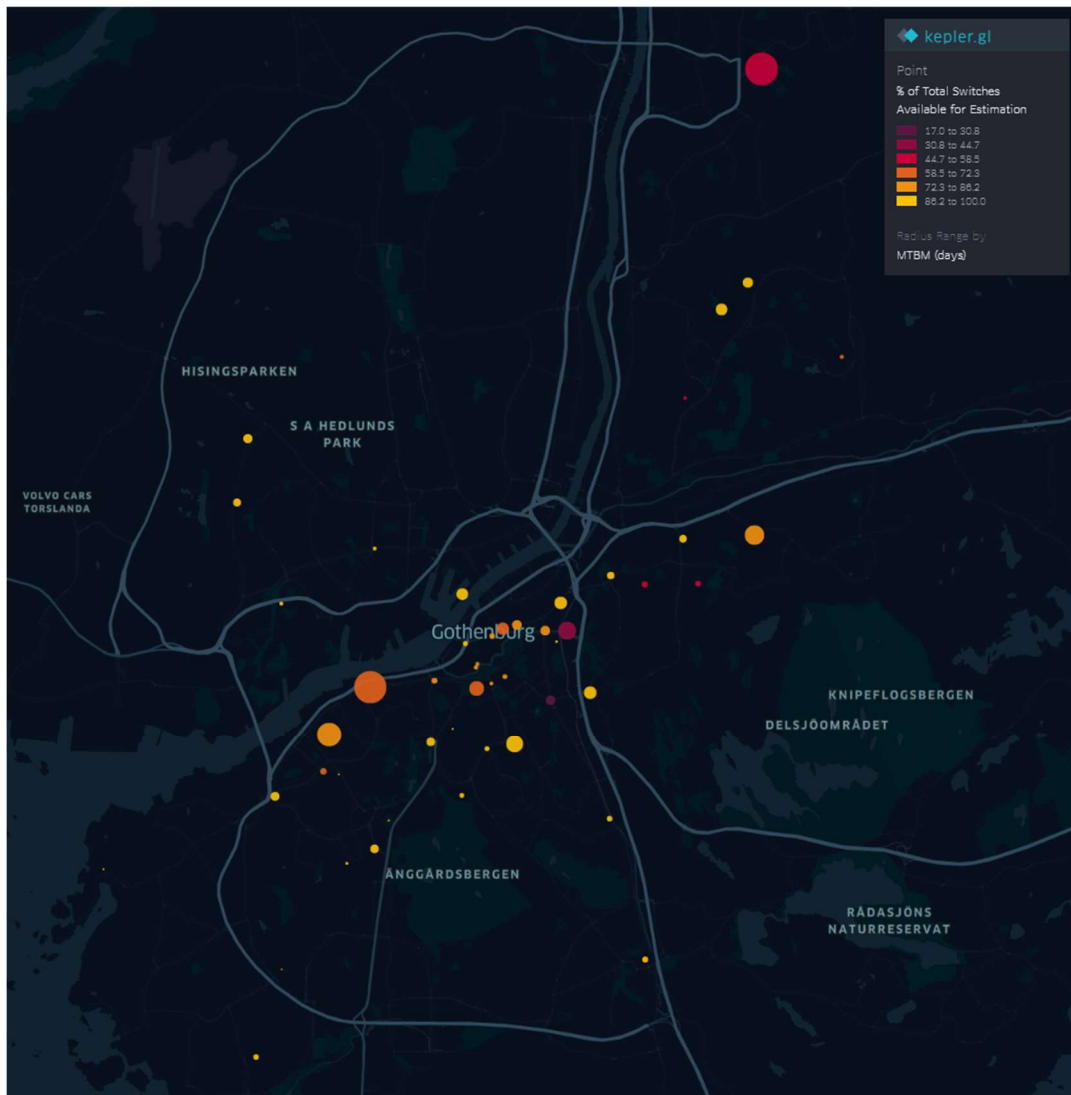 kepler.gl
Point
% of Total Switches
Available for Estimation
17.0 to 30.8
30.8 to 44.7
44.7 to 58.5
58.5 to 72.3
72.3 to 86.2
86.2 to 100.0
Radius Range by
MTBM (days)
HISINGSPARKEN
S A HEDLUNDS
PARK
VOLVO CARS
TORSLANDA
Gothenburg
KNIPEFLOGSBERGEN
DELSJÖOMRÅDET
ÄNGGÅRDSBERGEN
RÅDASJÖNS
NATURRESERVAT